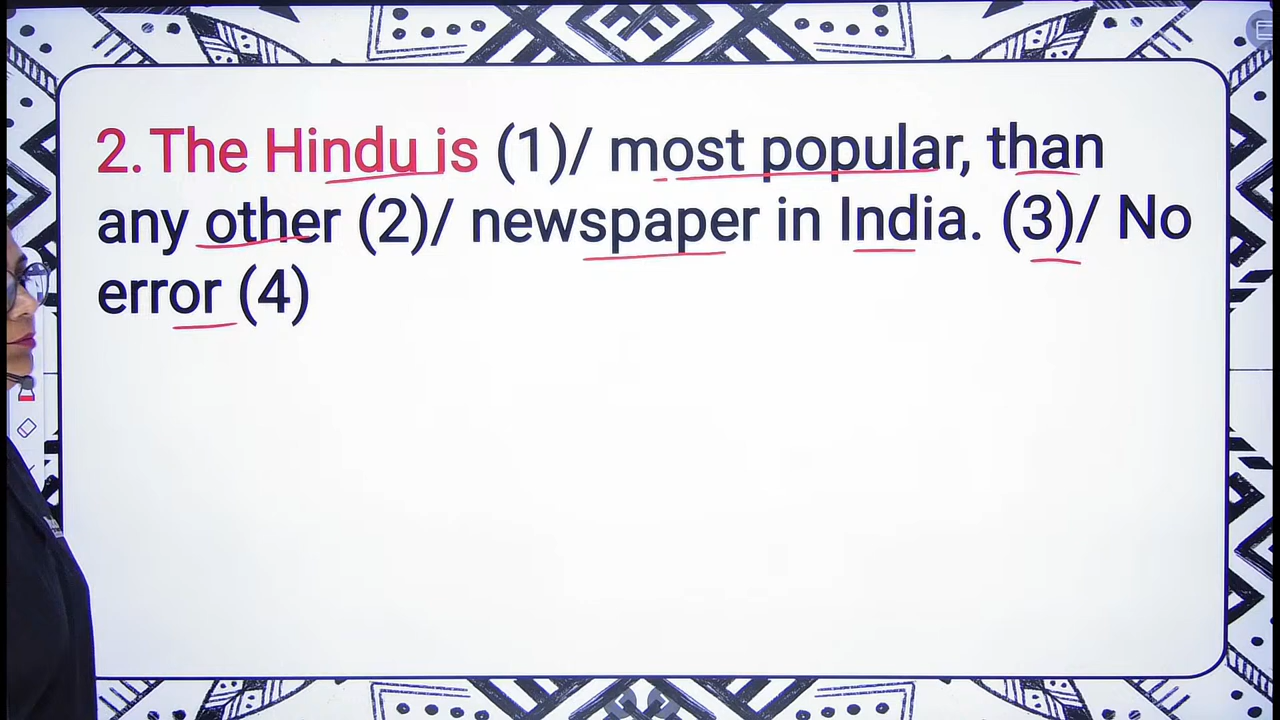 2. The Hindu is (1)/ most popular, than
any other (2)/ newspaper in India. (3)/ No
error (4)